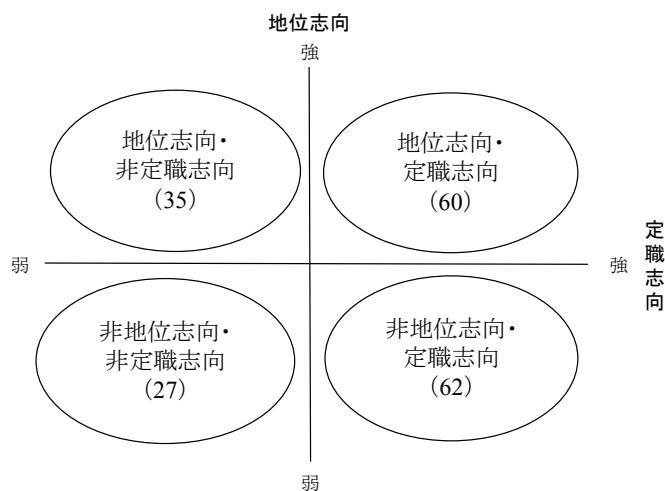 地位志向
強
地位志向・
非定職志向
(35)
地位志向・
定職志向
(60)
弱
強
定職志向
非地位志向・
非定職志向
(27)
非地位志向・
定職志向
(62)
弱